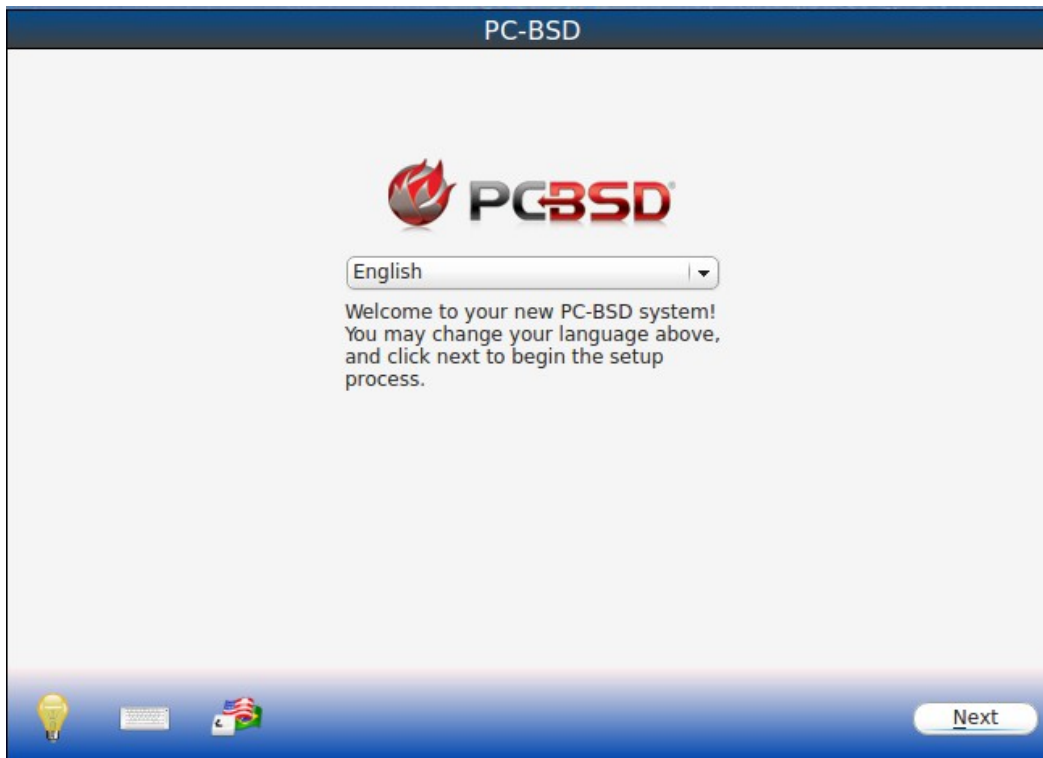 PC-BSD
PCBSD®
English
Welcome to your new PC-BSD system!
You may change your language above,
and click next to begin the setup
process.
Next